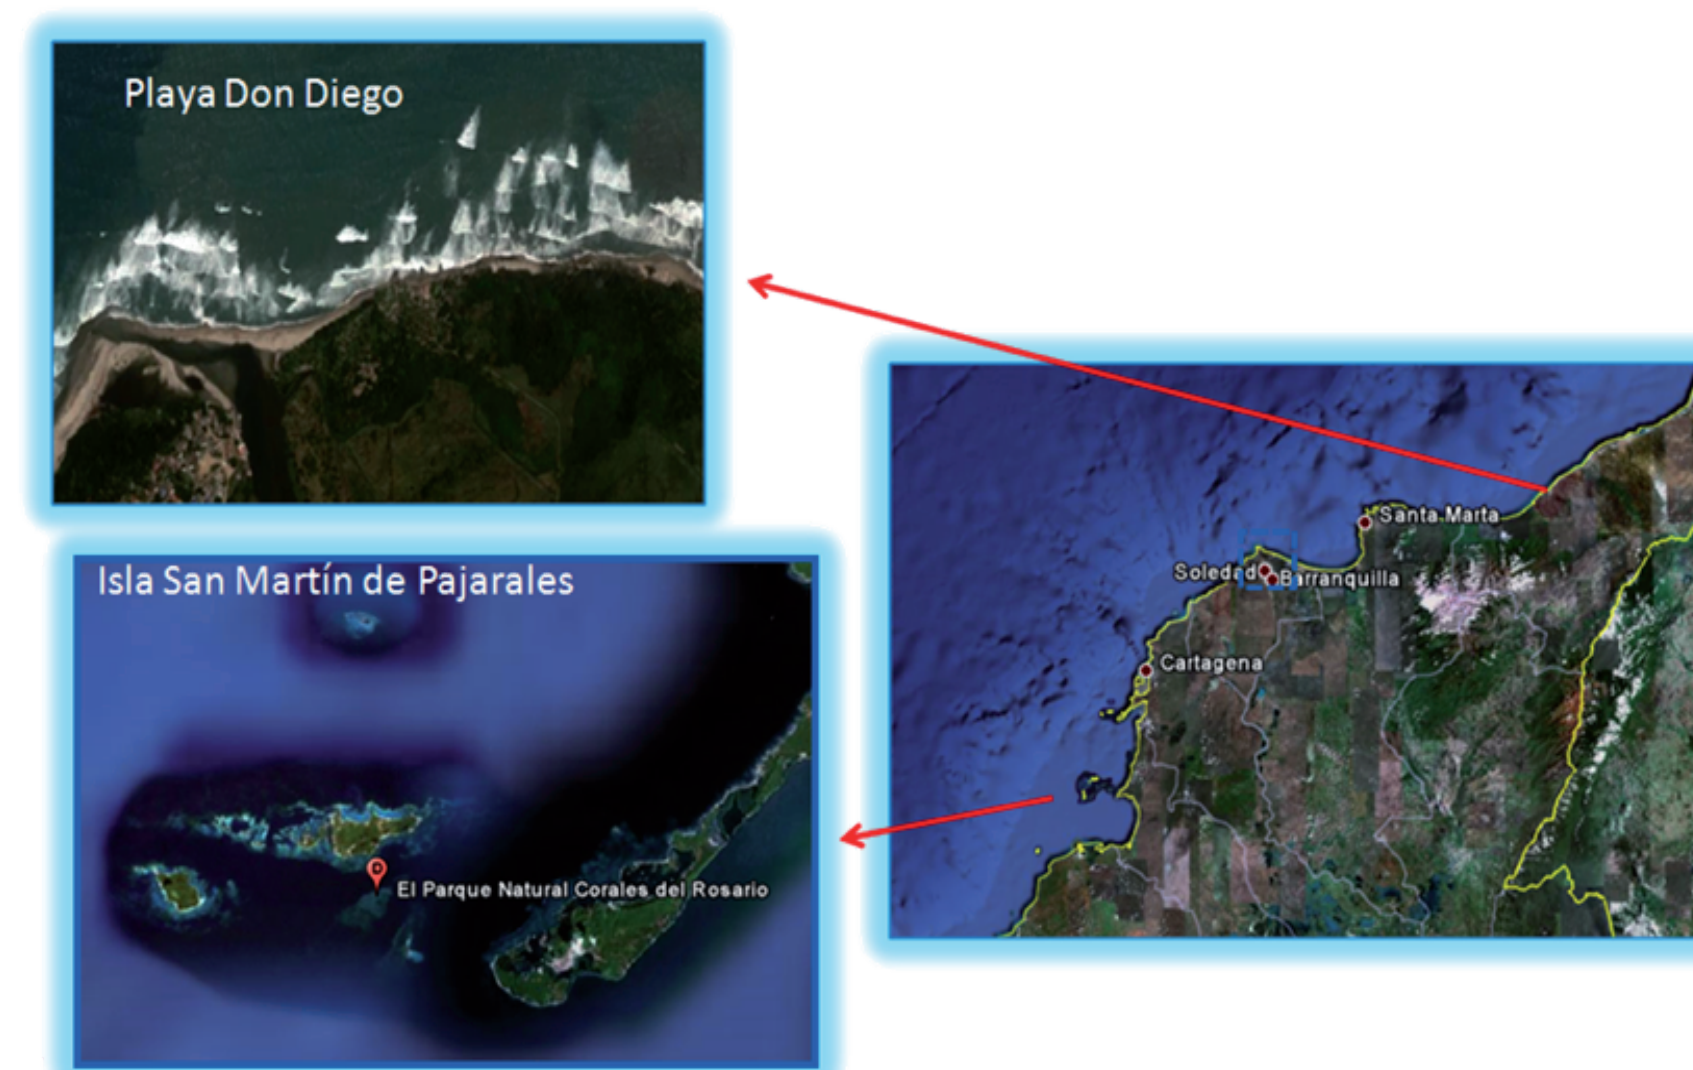 Playa Don Diego
Isla San Martín de Pajarales
El Parque Natural Corales del Rosario
Santa Marta
Soledad
Barranquilla
Cartagena